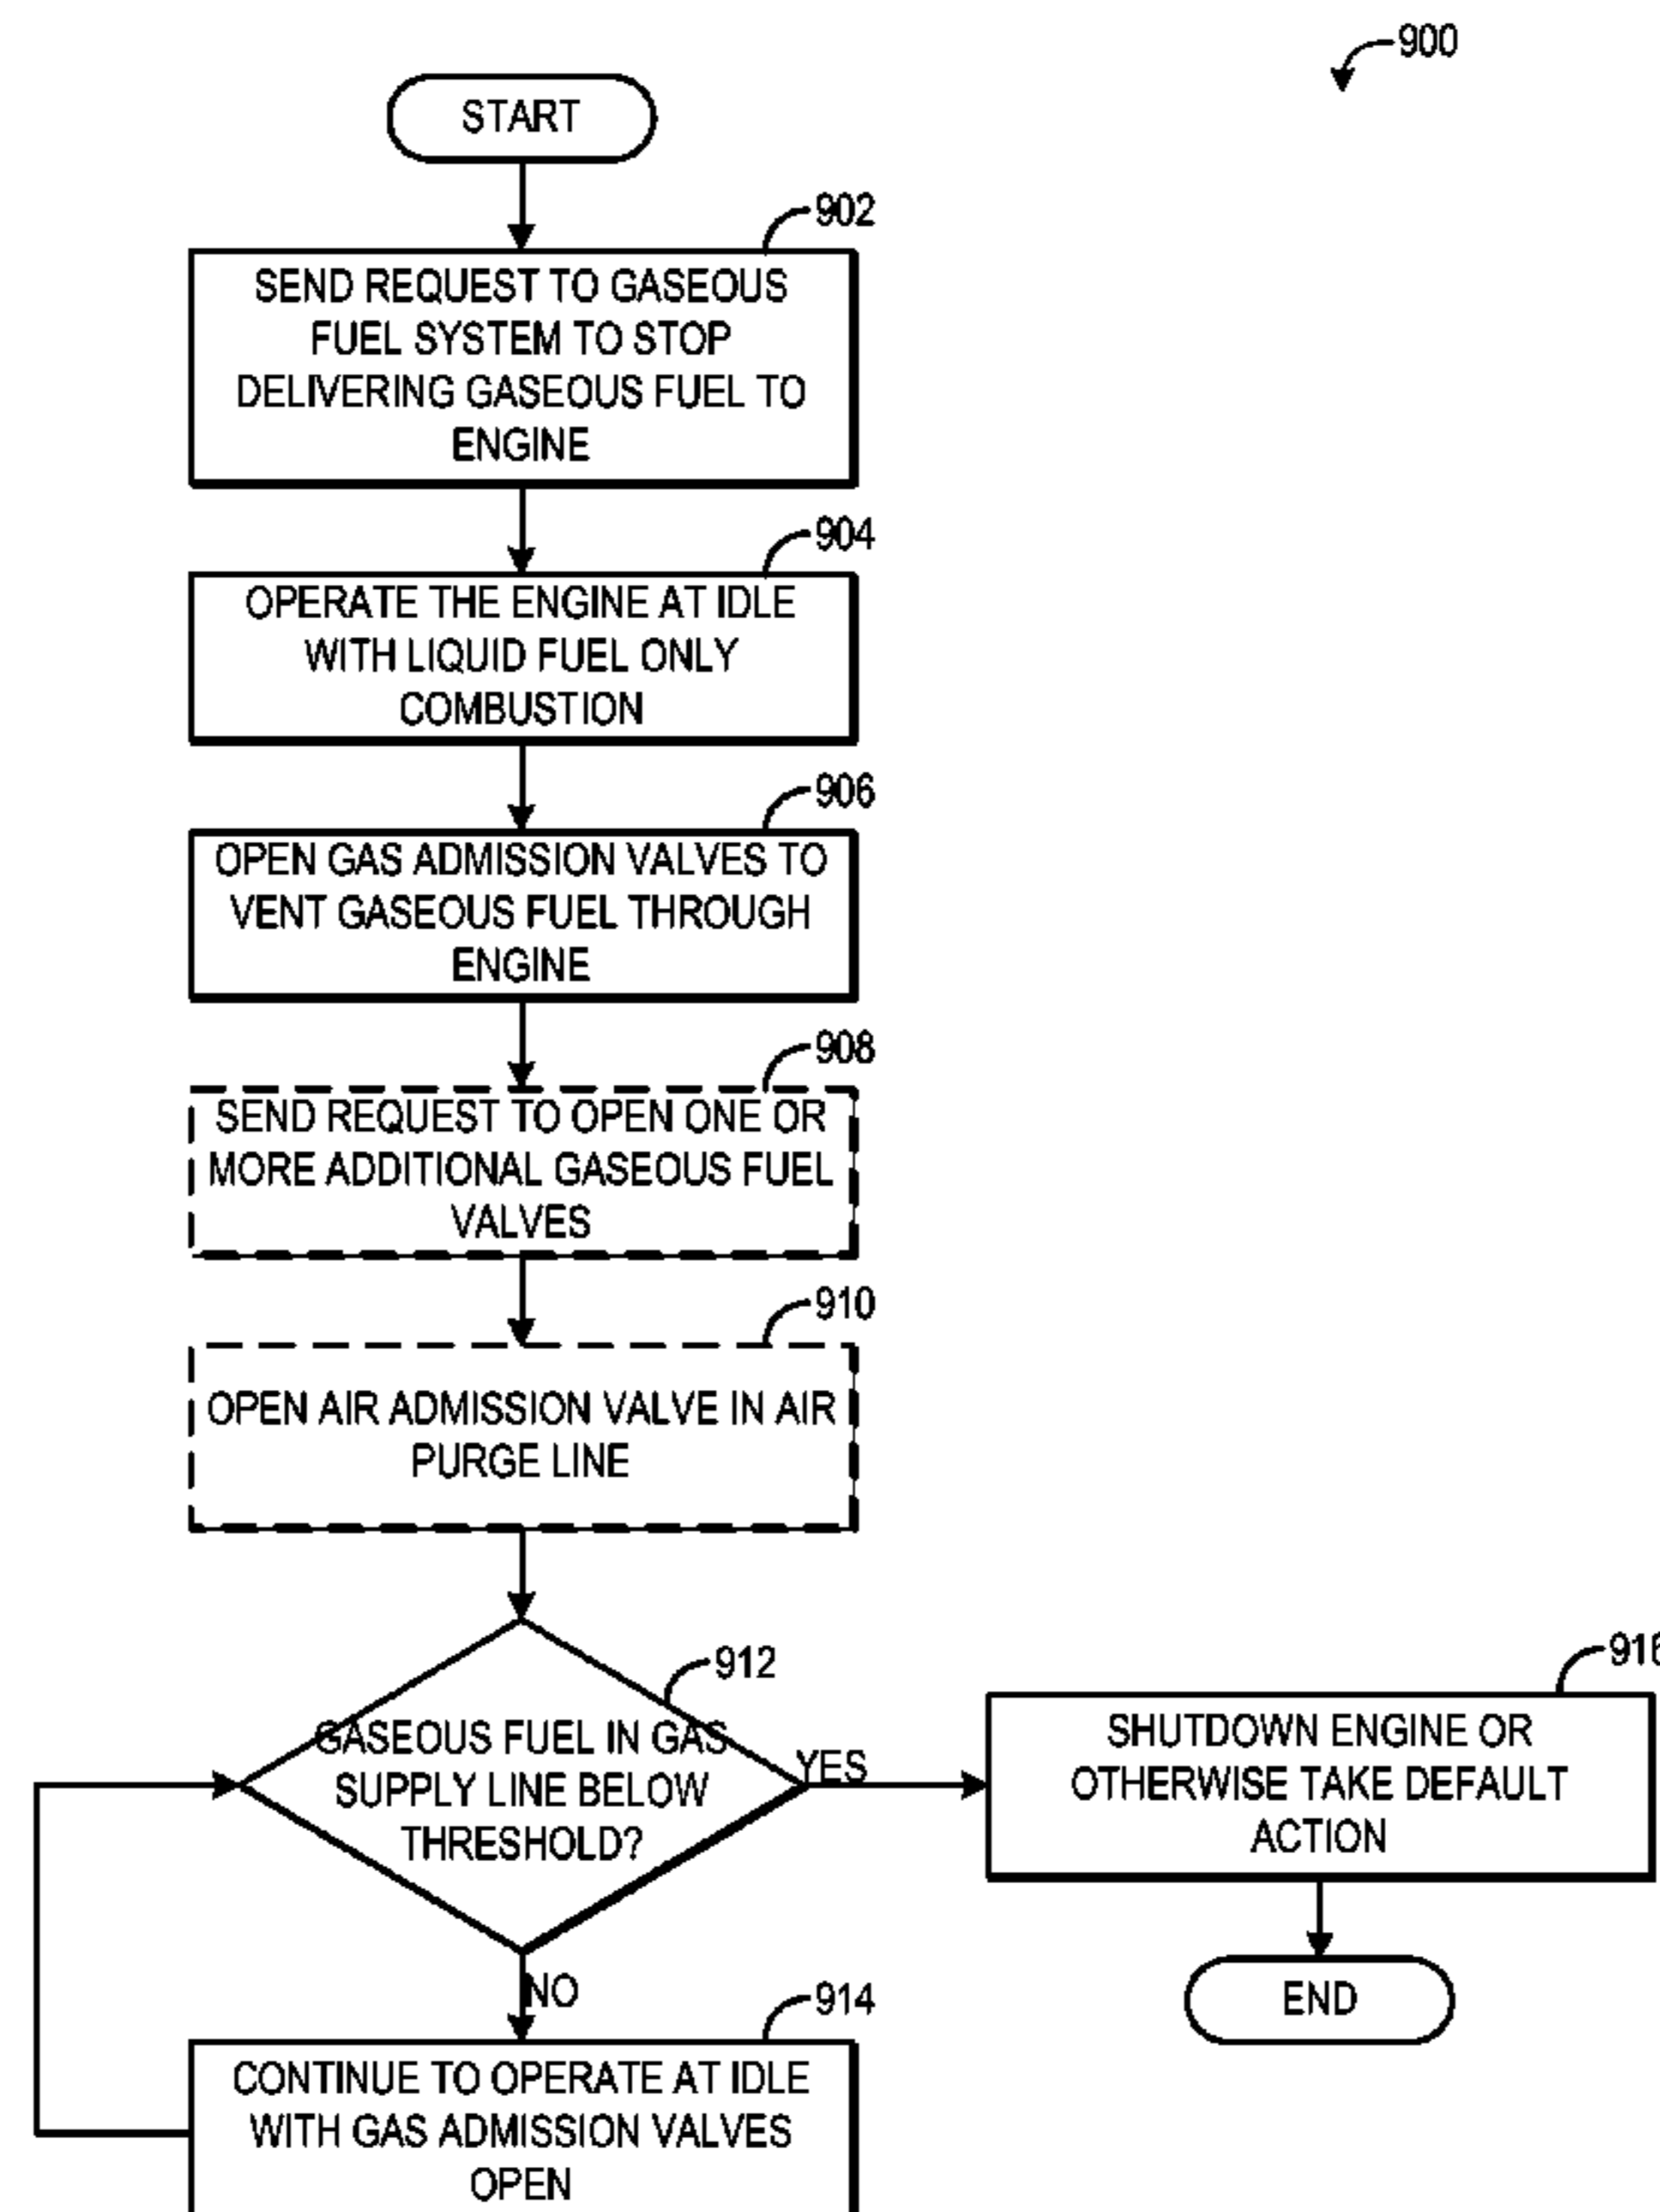 900
START
902
SEND REQUEST TO GASEOUS
FUEL SYSTEM TO STOP
DELIVERING GASEOUS FUEL TO
ENGINE
904
OPERATE THE ENGINE AT IDLE
WITH LIQUID FUEL ONLY
COMBUSTION
906
OPEN GAS ADMISSION VALVES TO
VENT GASEOUS FUEL THROUGH
ENGINE
908
SEND REQUEST TO OPEN ONE OR
MORE ADDITIONAL GASEOUS FUEL
VALVES
910
OPEN AIR ADMISSION VALVE IN AIR
PURGE LINE
912
GASEOUS FUEL IN GAS
SUPPLY LINE BELOW
THRESHOLD?
YES
916
SHUTDOWN ENGINE OR
OTHERWISE TAKE DEFAULT
ACTION
END
NO
914
CONTINUE TO OPERATE AT IDLE
WITH GAS ADMISSION VALVES
OPEN